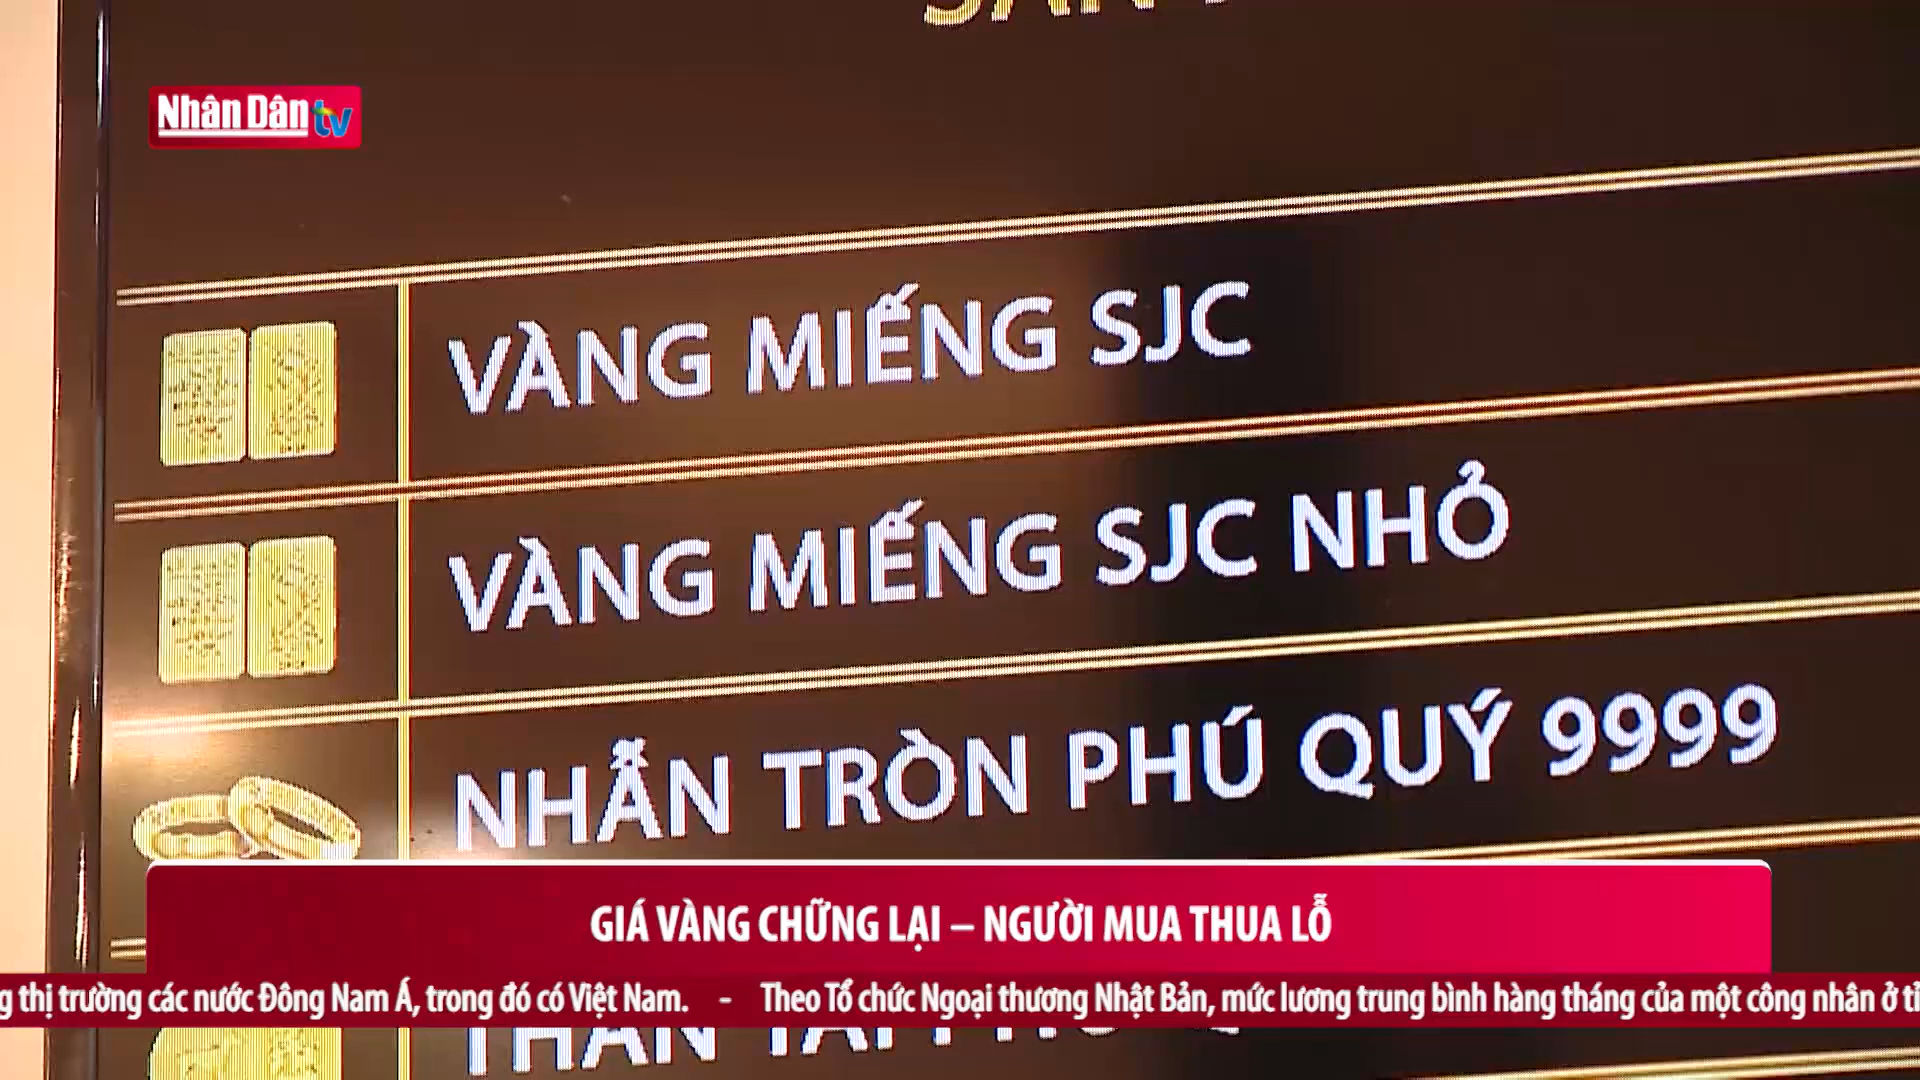 Nhân Dân tv
VÀNG MIẾNG SJC
VÀNG MIẾNG SJC NHỎ
NHẪN TRÒN PHÚ QUÝ 9999
GIÁ VÀNG CHỮNG LẠI – NGƯỜI MUA THUA LỖ
thị trường các nước Đông Nam Á, trong đó có Việt Nam. - Theo Tổ chức Ngoại thương Nhật Bản, mức lương trung bình hàng tháng của một công nhân ở